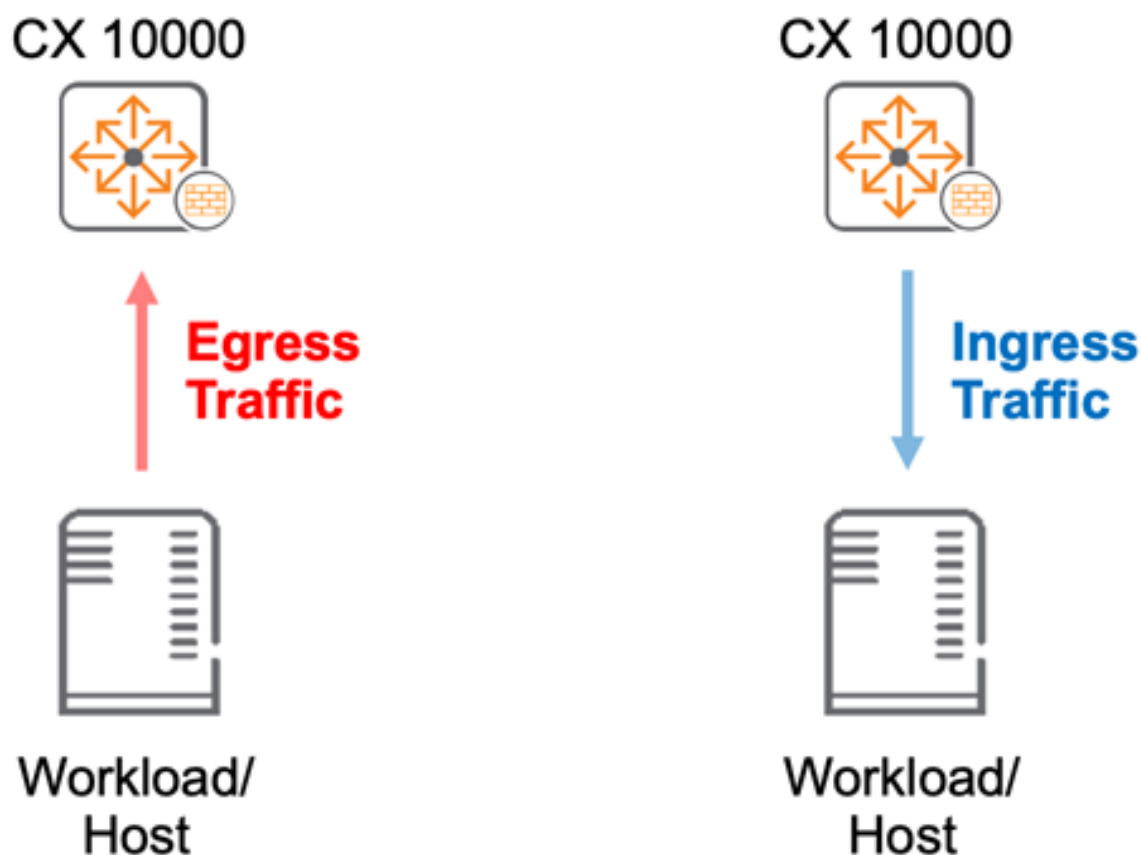 CX 10000
CX 10000
Egress
Traffic
Ingress
Traffic
Workload/
Host
Workload/
Host